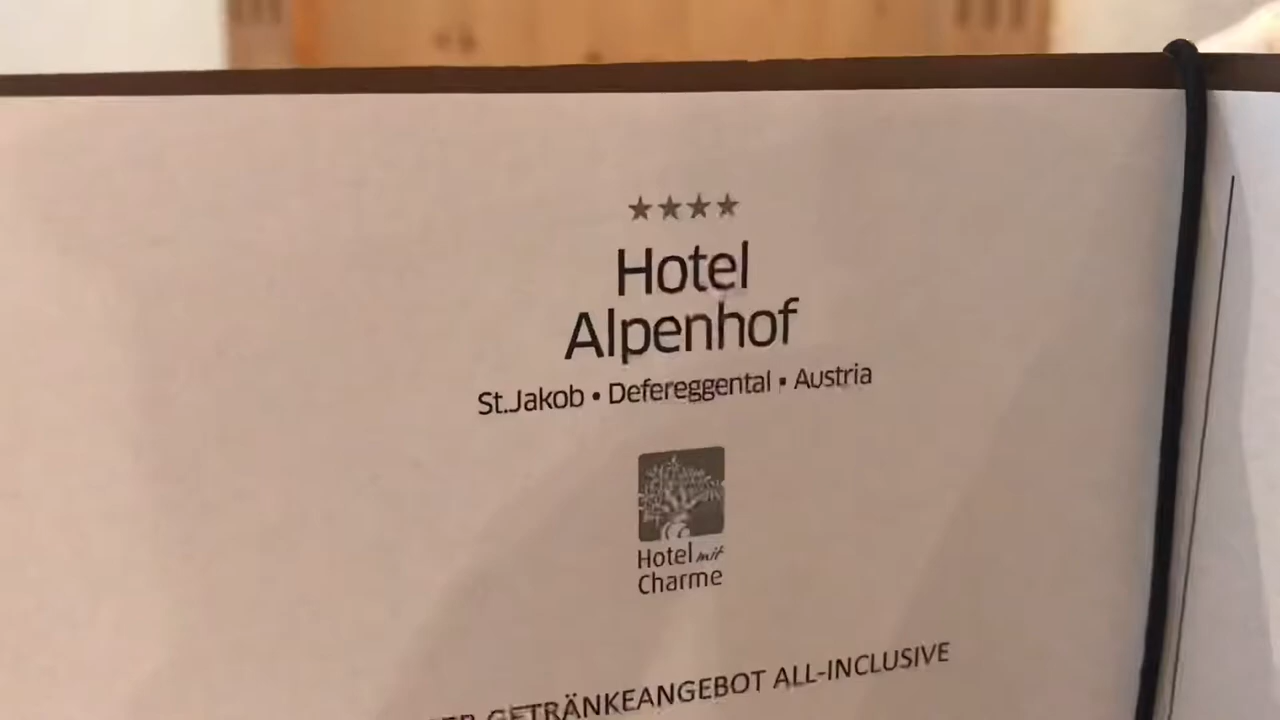 ★★★★
Hotel
Alpenhof
St.Jakob • Defereggental ▪ Austria
Hotel mit
Charme
GETRÄNKEANGEBOT ALL-INCLUSIVE